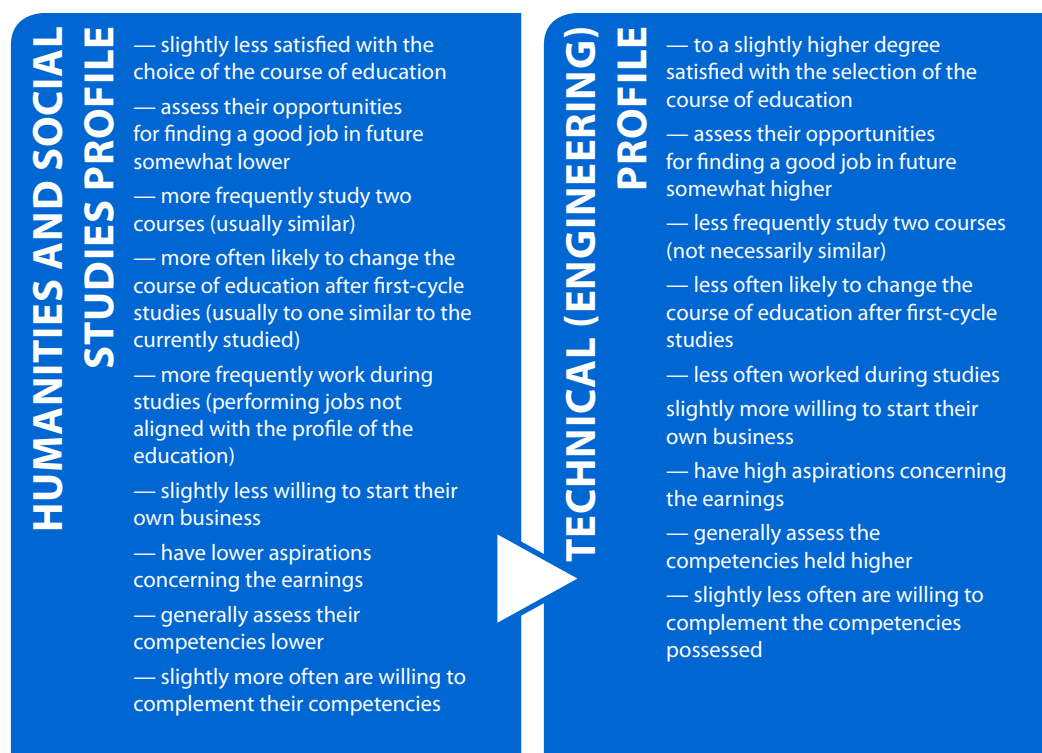 HUMANITIES AND SOCIAL
STUDIES PROFILE
— slightly less satisfied with the
choice of the course of education
— assess their opportunities
for finding a good job in future
somewhat lower
— more frequently study two
courses (usually similar)
— more often likely to change the
course of education after first-cycle
studies (usually to one similar to the
currently studied)
— more frequently work during
studies (performing jobs not
aligned with the profile of the
education)
— slightly less willing to start their
own business
— have lower aspirations
concerning the earnings
— generally assess their
competencies lower
— slightly more often are willing to
complement their competencies
TECHNICAL (ENGINEERING)
PROFILE
— to a slightly higher degree
satisfied with the selection of the
course of education
— assess their opportunities
for finding a good job in future
somewhat higher
— less frequently study two courses
(not necessarily similar)
— less often likely to change the
course of education after first-cycle
studies
— less often worked during studies
slightly more willing to start their
own business
— have high aspirations concerning
the earnings
— generally assess the
competencies held higher
— slightly less often are willing to
complement the competencies
possessed